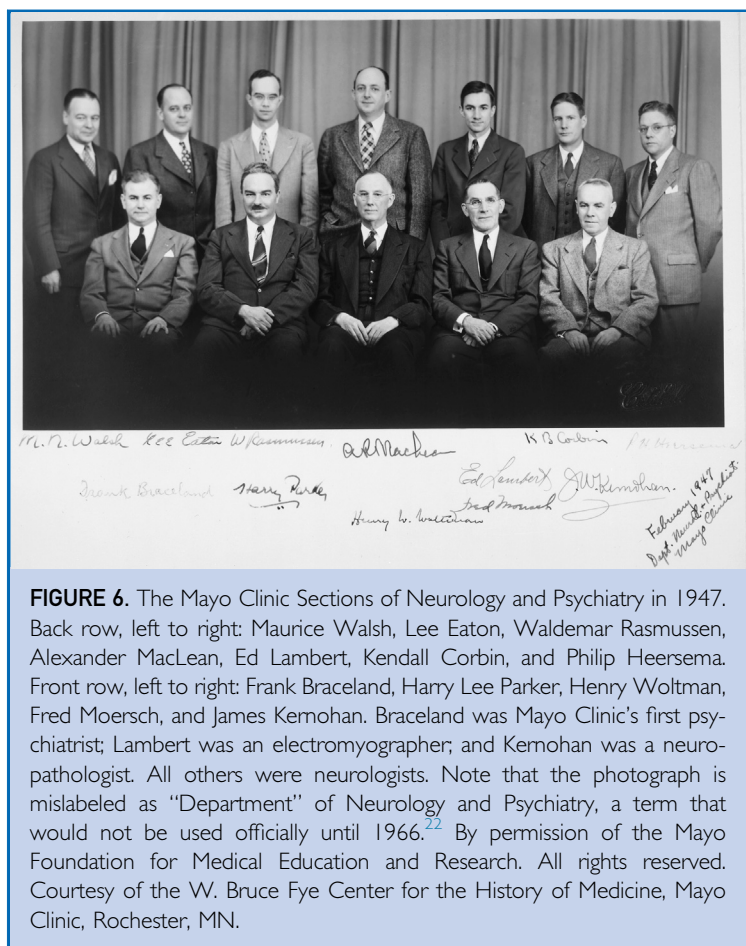 M. N. Walsh Lee Eaton W Rasmussen. A R MacLean K B Corbin P H Heersema
Frank Braceland Harry Parker Henry W. Woltman Ed Lambert Fred Moersch J. W. Kernohan.
February 1947
Dept. Neurol. & Psychiat.
Mayo Clinic
FIGURE 6. The Mayo Clinic Sections of Neurology and Psychiatry in 1947.
Back row, left to right: Maurice Walsh, Lee Eaton, Waldemar Rasmussen,
Alexander MacLean, Ed Lambert, Kendall Corbin, and Philip Heersema.
Front row, left to right: Frank Braceland, Harry Lee Parker, Henry Woltman,
Fred Moersch, and James Kernohan. Braceland was Mayo Clinic's first psy-
chiatrist; Lambert was an electromyographer; and Kernohan was a neuro-
pathologist. All others were neurologists. Note that the photograph is
mislabeled as “Department” of Neurology and Psychiatry, a term that
would not be used officially until 1966.22 By permission of the Mayo
Foundation for Medical Education and Research. All rights reserved.
Courtesy of the W. Bruce Fye Center for the History of Medicine, Mayo
Clinic, Rochester, MN.